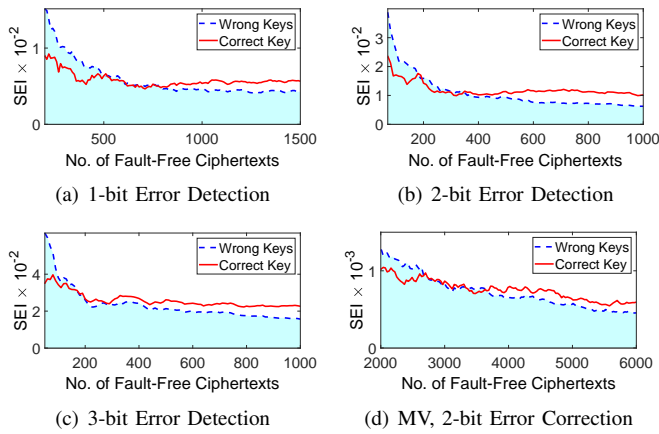 Wrong Keys
Correct Key
SEI × 10⁻²
1
0
500
1000
1500
No. of Fault-Free Ciphertexts
(a) 1-bit Error Detection
Wrong Keys
Correct Key
SEI × 10⁻²
4
2
0
200
400
600
800
1000
No. of Fault-Free Ciphertexts
(b) 2-bit Error Detection
Wrong Keys
Correct Key
SEI × 10⁻²
4
2
0
200
400
600
800
1000
No. of Fault-Free Ciphertexts
(c) 3-bit Error Detection
Wrong Keys
Correct Key
SEI × 10⁻³
1
0
2000
3000
4000
5000
6000
No. of Fault-Free Ciphertexts
(d) MV, 2-bit Error Correction